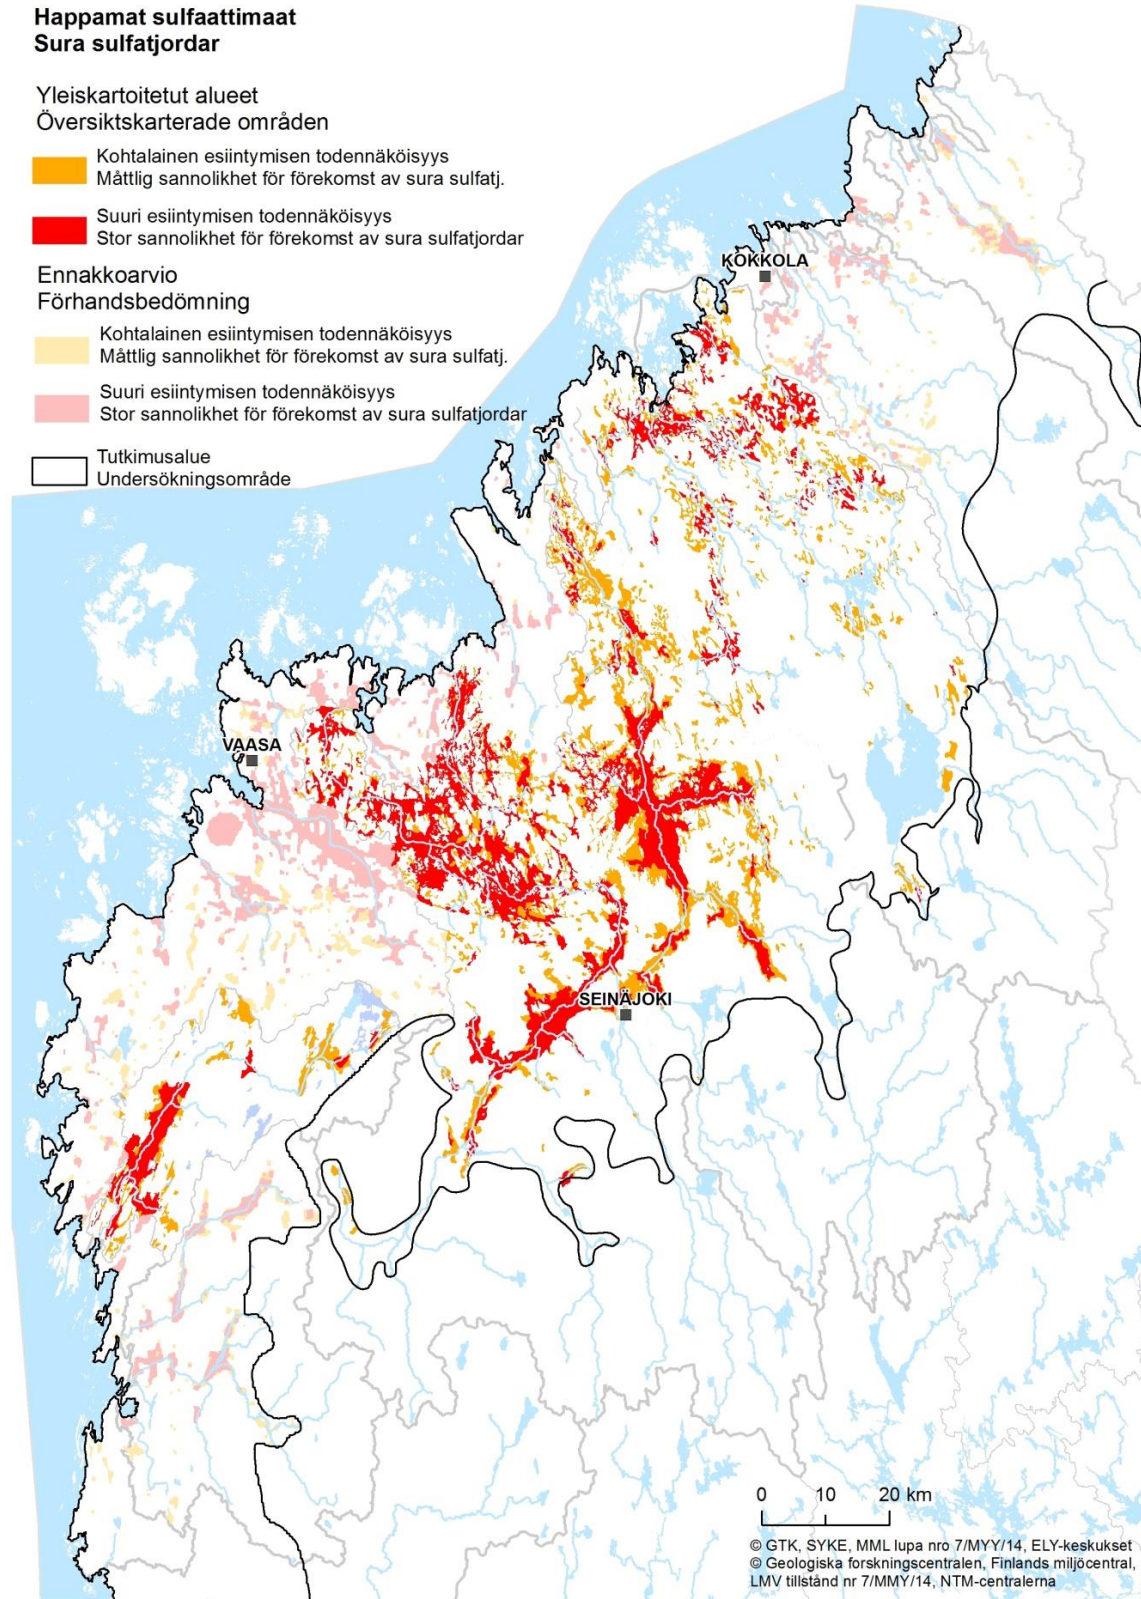 Happamat sulfaattimaat
Sura sulfatjordar
Yleiskartoitetut alueet
Översiktskarterade områden
Kohtalainen esiintymisen todennäköisyys
Måttlig sannolikhet för förekomst av sura sulfatj.
Suuri esiintymisen todennäköisyys
Stor sannolikhet för förekomst av sura sulfatjordar
Ennakkoarvio
Förhandsbedömning
Kohtalainen esiintymisen todennäköisyys
Måttlig sannolikhet för förekomst av sura sulfatj.
Suuri esiintymisen todennäköisyys
Stor sannolikhet för förekomst av sura sulfatjordar
Tutkimusalue
Undersökningsområde
KOKKOLA
VAASA
SEINÄJOKI
0 10 20 km
© GTK, SYKE, MML lupa nro 7/MYY/14, ELY-keskukset
© Geologiska forskningscentralen, Finlands miljöcentral,
LMV tillstånd nr 7/MMY/14, NTM-centralerna